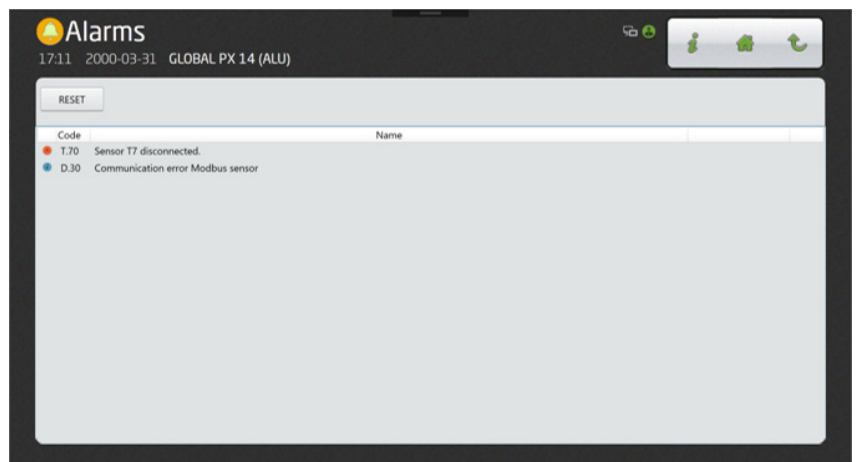 Alarms
17:11 2000-03-31 GLOBAL PX 14 (ALU)
RESET
Code Name
T.70 Sensor T7 disconnected.
D.30 Communication error Modbus sensor